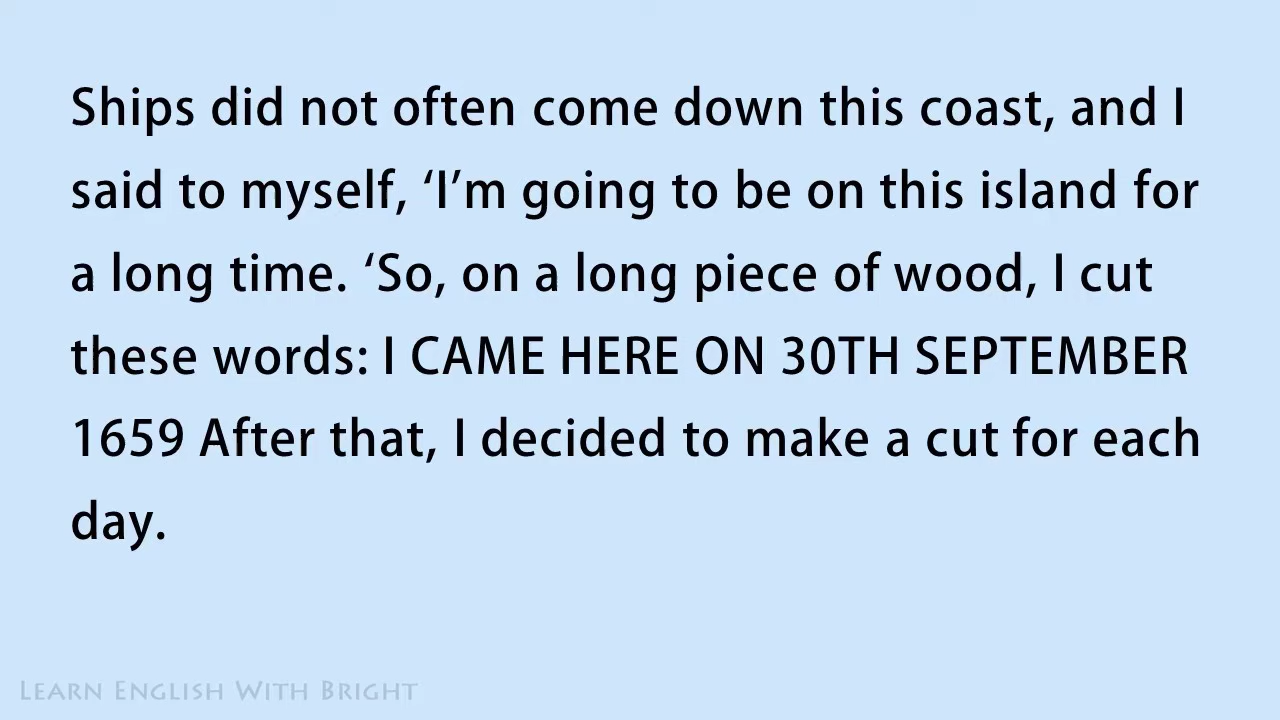 Ships did not often come down this coast, and I
said to myself, ‘I’m going to be on this island for
a long time. ‘So, on a long piece of wood, I cut
these words: I CAME HERE ON 30TH SEPTEMBER
1659 After that, I decided to make a cut for each
day.
LEARN ENGLISH WITH BRIGHT